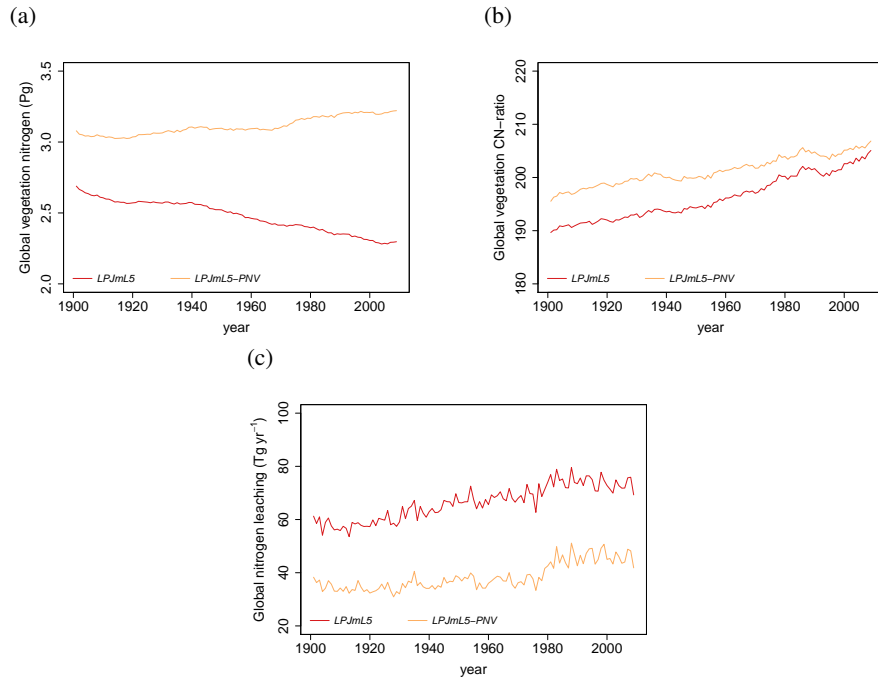 (a)
Global vegetation nitrogen (Pg)
3.5
3.0
2.5
2.0
LPJmL5 LPJmL5−PNV
1900 1920 1940 1960 1980 2000
year
(b)
Global vegetation CN−ratio
220
210
200
190
180
LPJmL5 LPJmL5−PNV
1900 1920 1940 1960 1980 2000
year
(c)
Global nitrogen leaching (Tg yr−1)
100
80
60
40
20
LPJmL5 LPJmL5−PNV
1900 1920 1940 1960 1980 2000
year